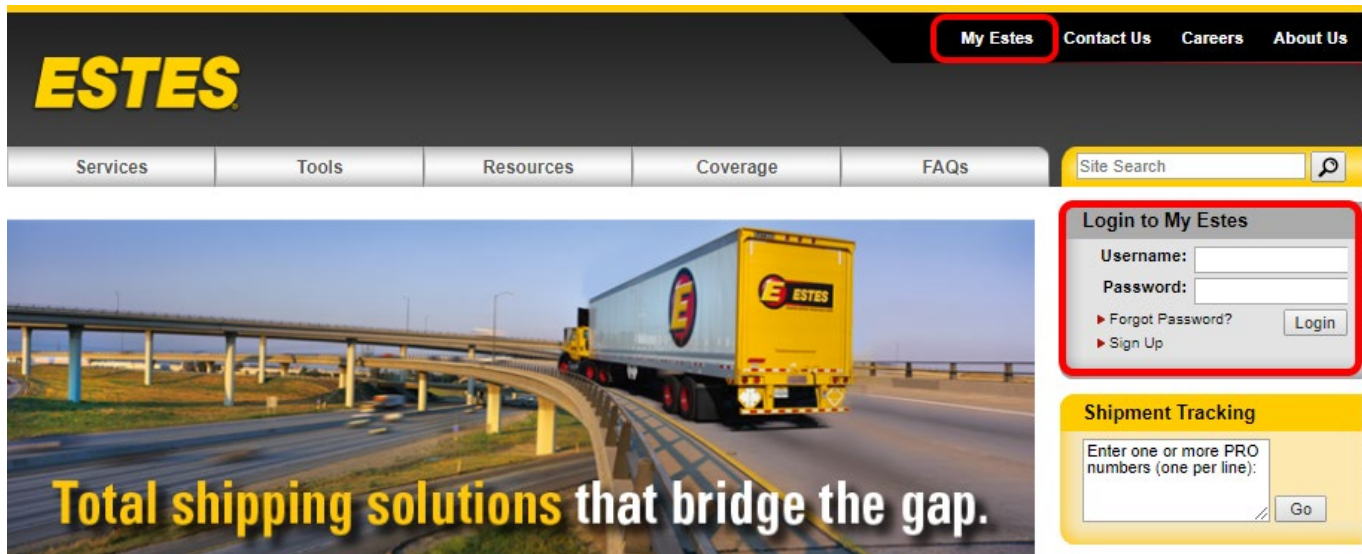 My Estes Contact Us Careers About Us
ESTES
Services Tools Resources Coverage FAQs
Site Search
Login to My Estes
Username:
Password:
Forgot Password?
Login
Sign Up
E
E ESTES
Total shipping solutions that bridge the gap.
Shipment Tracking
Enter one or more PRO
numbers (one per line):
Go